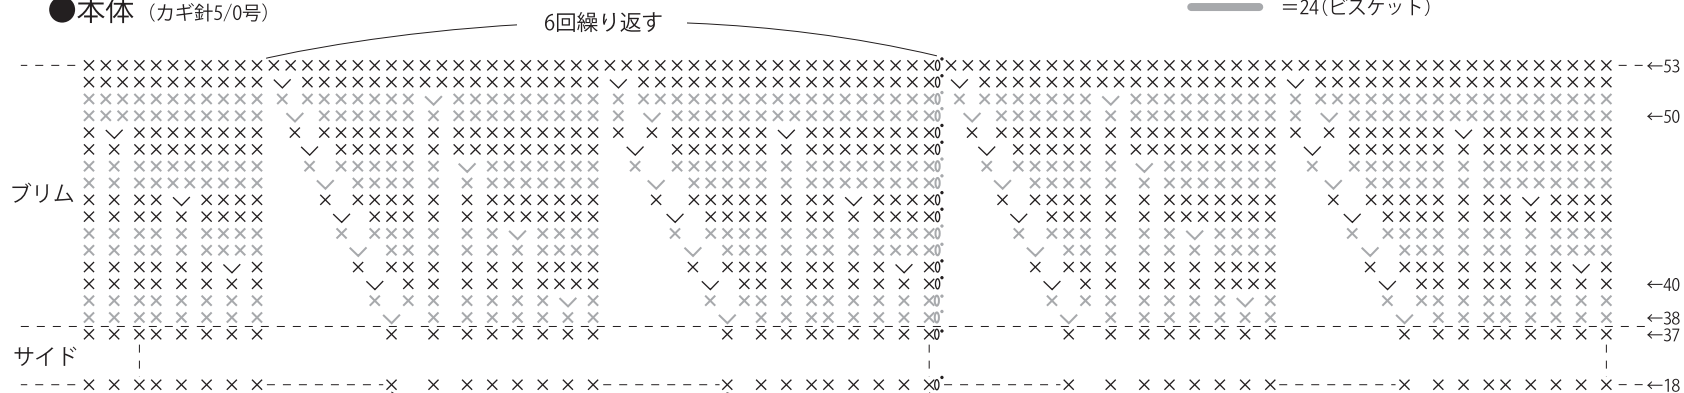 ●本体（カギ針5/0号）
＝24（ビスケット）
6回繰り返す
←53
←50
ブリム
←40
←38
←37
サイド
←18